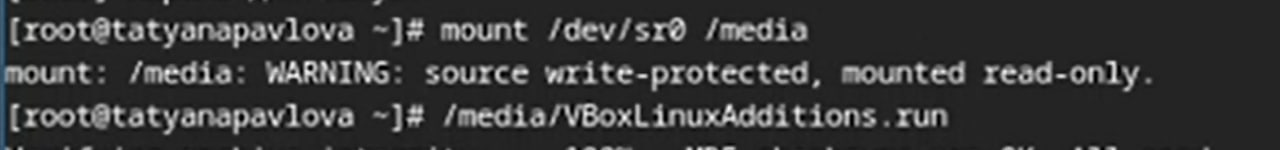 [root@tatyanapavlova ~]# mount /dev/sr0 /media
mount: /media: WARNING: source write-protected, mounted read-only.
[root@tatyanapavlova ~]# /media/VBoxLinuxAdditions.run